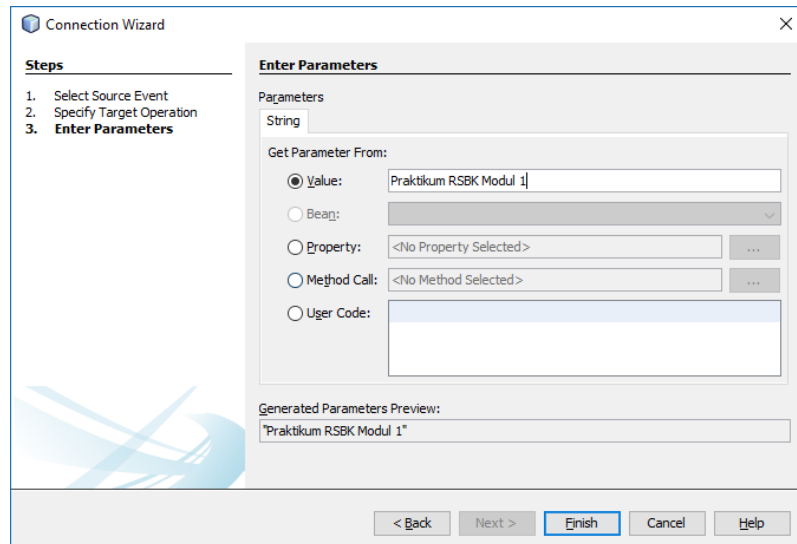 Connection Wizard
Steps
1. Select Source Event
2. Specify Target Operation
3. Enter Parameters
Enter Parameters
Parameters
String
Get Parameter From:
Value: Praktikum RSBK Modul 1
Bean:
Property: <No Property Selected> ...
Method Call: <No Method Selected> ...
User Code:
Generated Parameters Preview:
"Praktikum RSBK Modul 1"
< Back Next > Finish Cancel Help